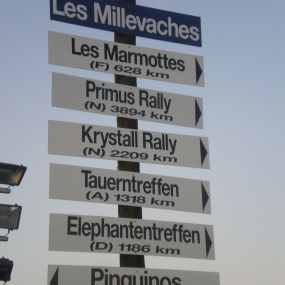 Les Millevaches
Les Marmottes
(F) 628 km
Primus Rally
(N) 3894 km
Krystall Rally
(N) 2209 km
Tauerntreffen
(A) 1318 km
Elephantentreffen
(D) 1186 km
Pinguinos